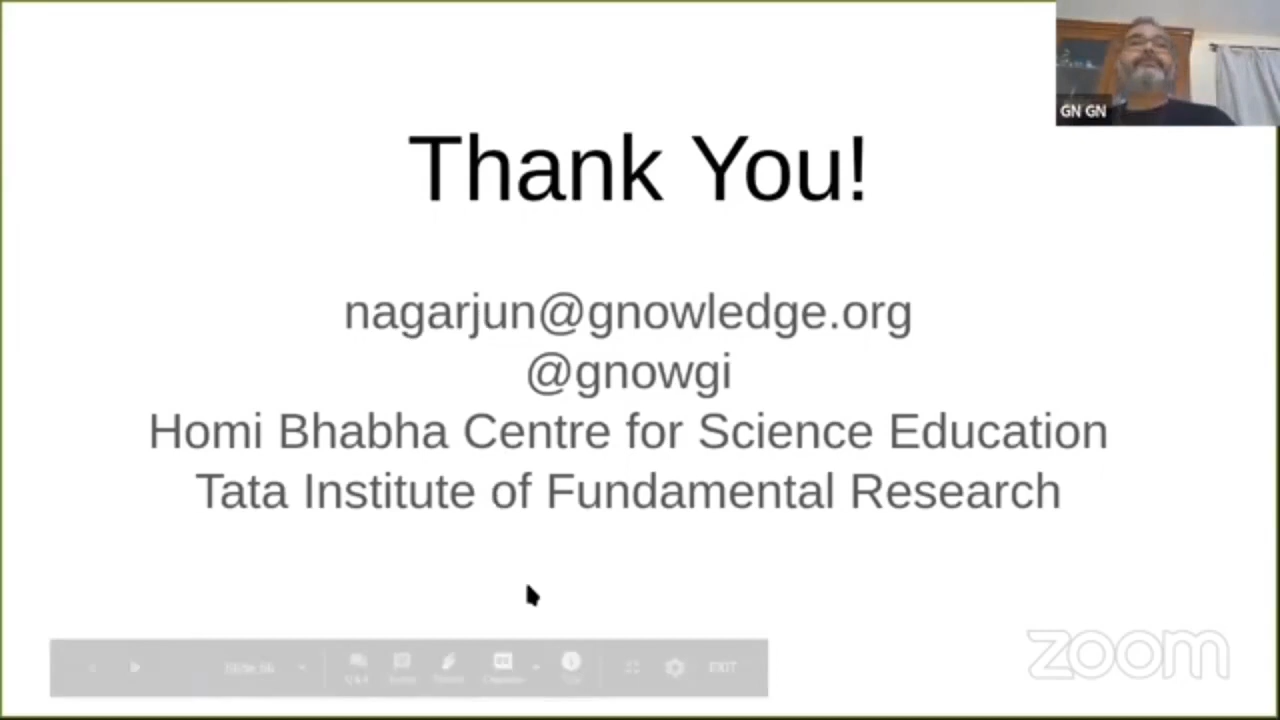 GN GN
Thank You!
nagarjun@gnowledge.org
@gnowgi
Homi Bhabha Centre for Science Education
Tata Institute of Fundamental Research
EXIT
zoom